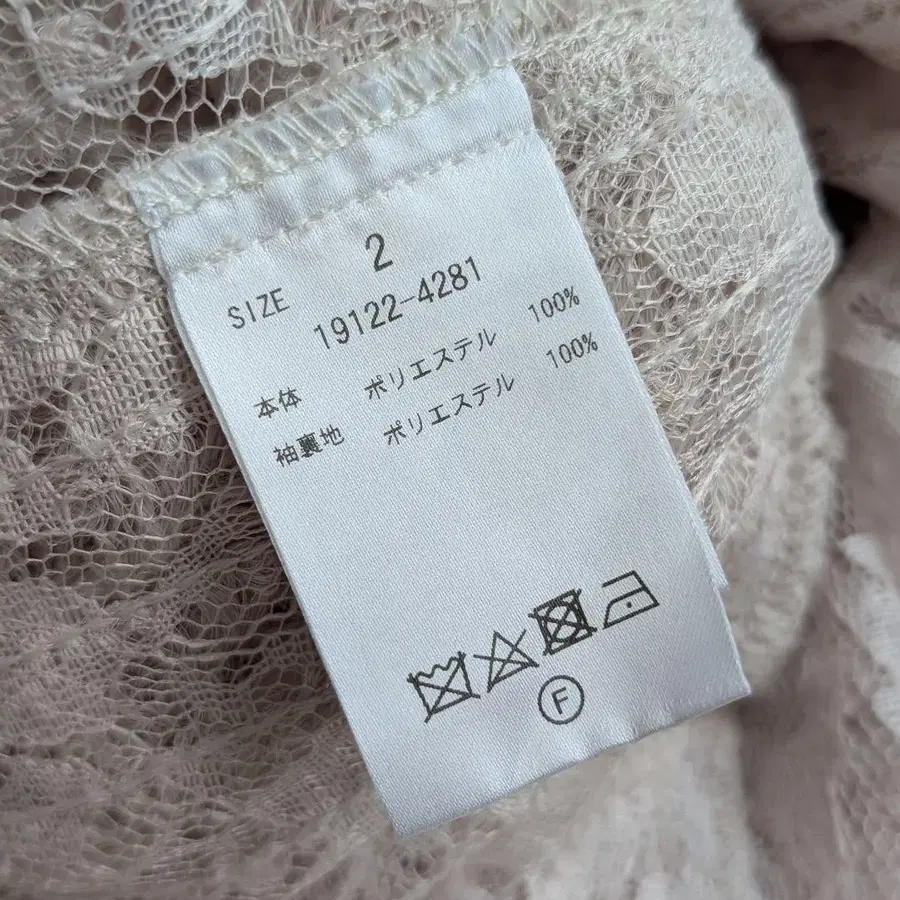 SIZE 2
19122-4281
本体 ポリエステル 100%
袖裏地 ポリエステル 100%
F